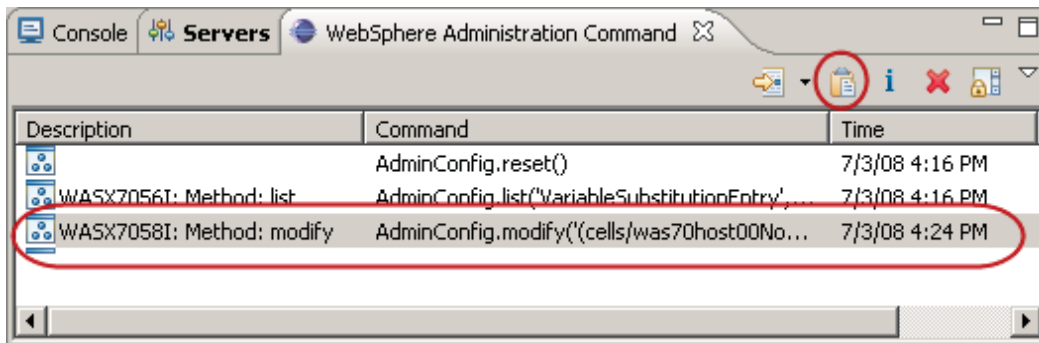 Console Servers WebSphere Administration Command
Description Command Time
AdminConfig.reset() 7/3/08 4:16 PM
WASX7056I: Method: list AdminConfig.list('VariableSubstitutionEntry',... 7/3/08 4:16 PM
WASX7058I: Method: modify AdminConfig.modify('(cells/was70host00No... 7/3/08 4:24 PM